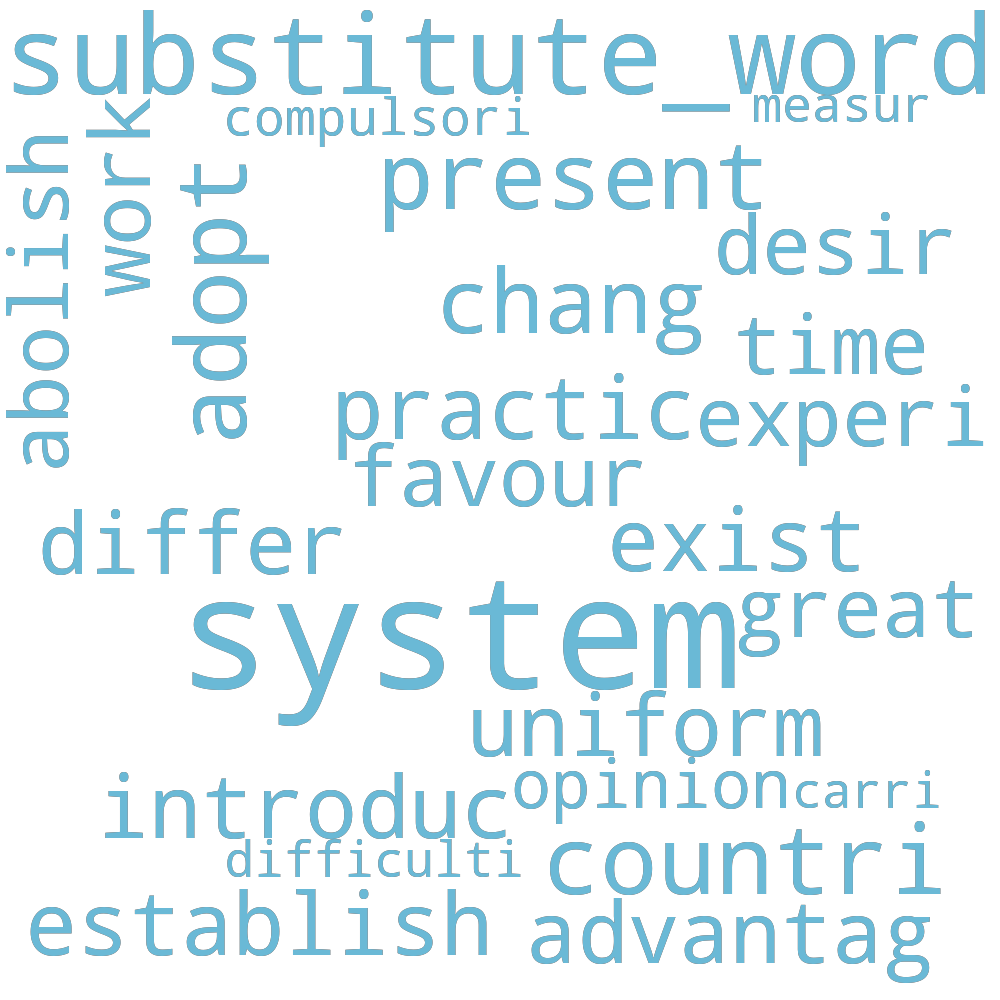 substitute_word
compulsori
measur
abolish
work
adopt
present
desir
chang
time
practic
experi
favour
differ
exist
system
great
uniform
introduc
opinion
carri
difficulti
countri
establish
advantag